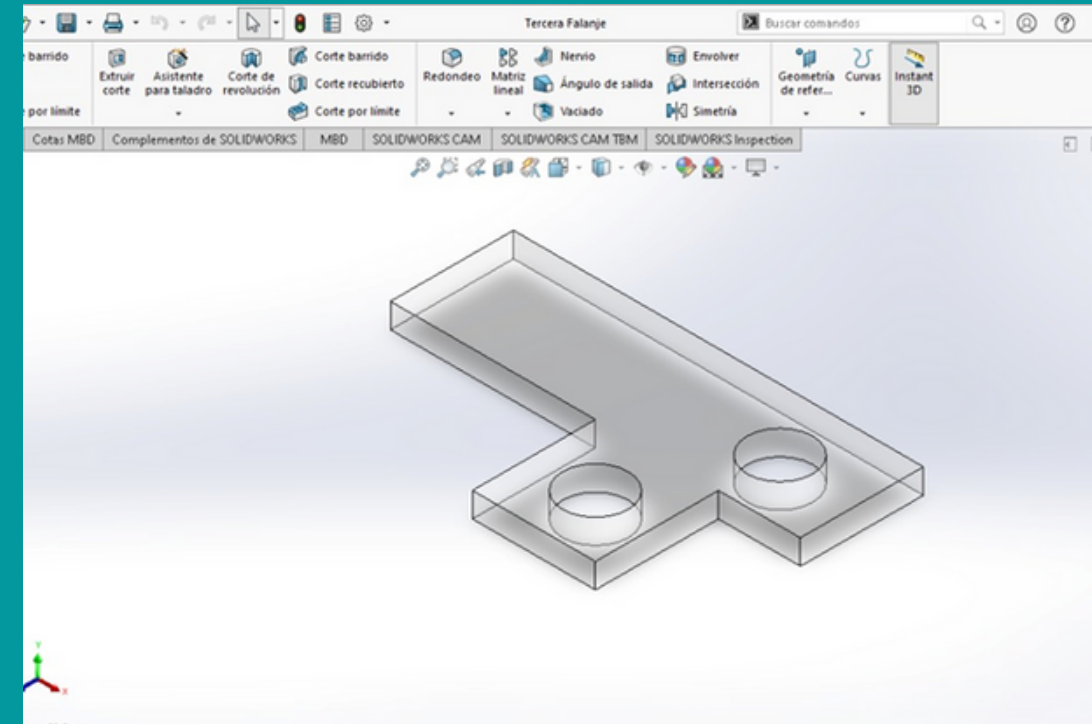 Tercera Falanje
Buscar comandos
barrido
Extruir corte
Asistente para taladro
Corte de revolución
Corte barrido
Corte recubierto
Corte por límite
Redondeo
Matriz lineal
Nervio
Ángulo de salida
Vaciado
Envolver
Intersección
Simetría
Geometría de refer...
Curvas
Instant 3D
por límite
Cotas MBD
Complementos de SOLIDWORKS
MBD
SOLIDWORKS CAM
SOLIDWORKS CAM TBM
SOLIDWORKS Inspection
Y
X